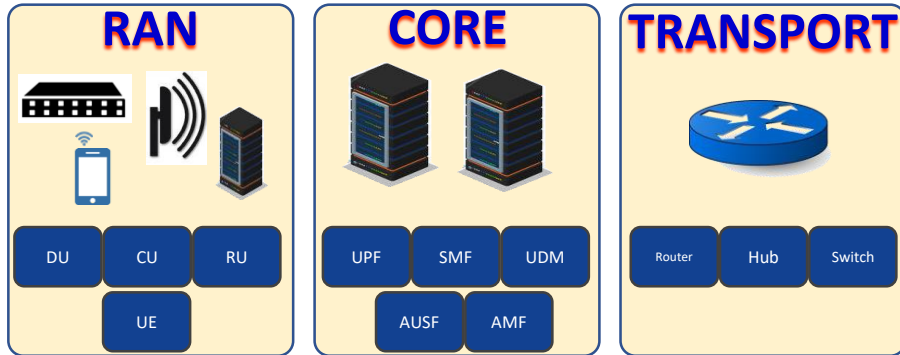 RAN
DU CU RU
UE
CORE
UPF SMF UDM
AUSF AMF
TRANSPORT
Router Hub Switch